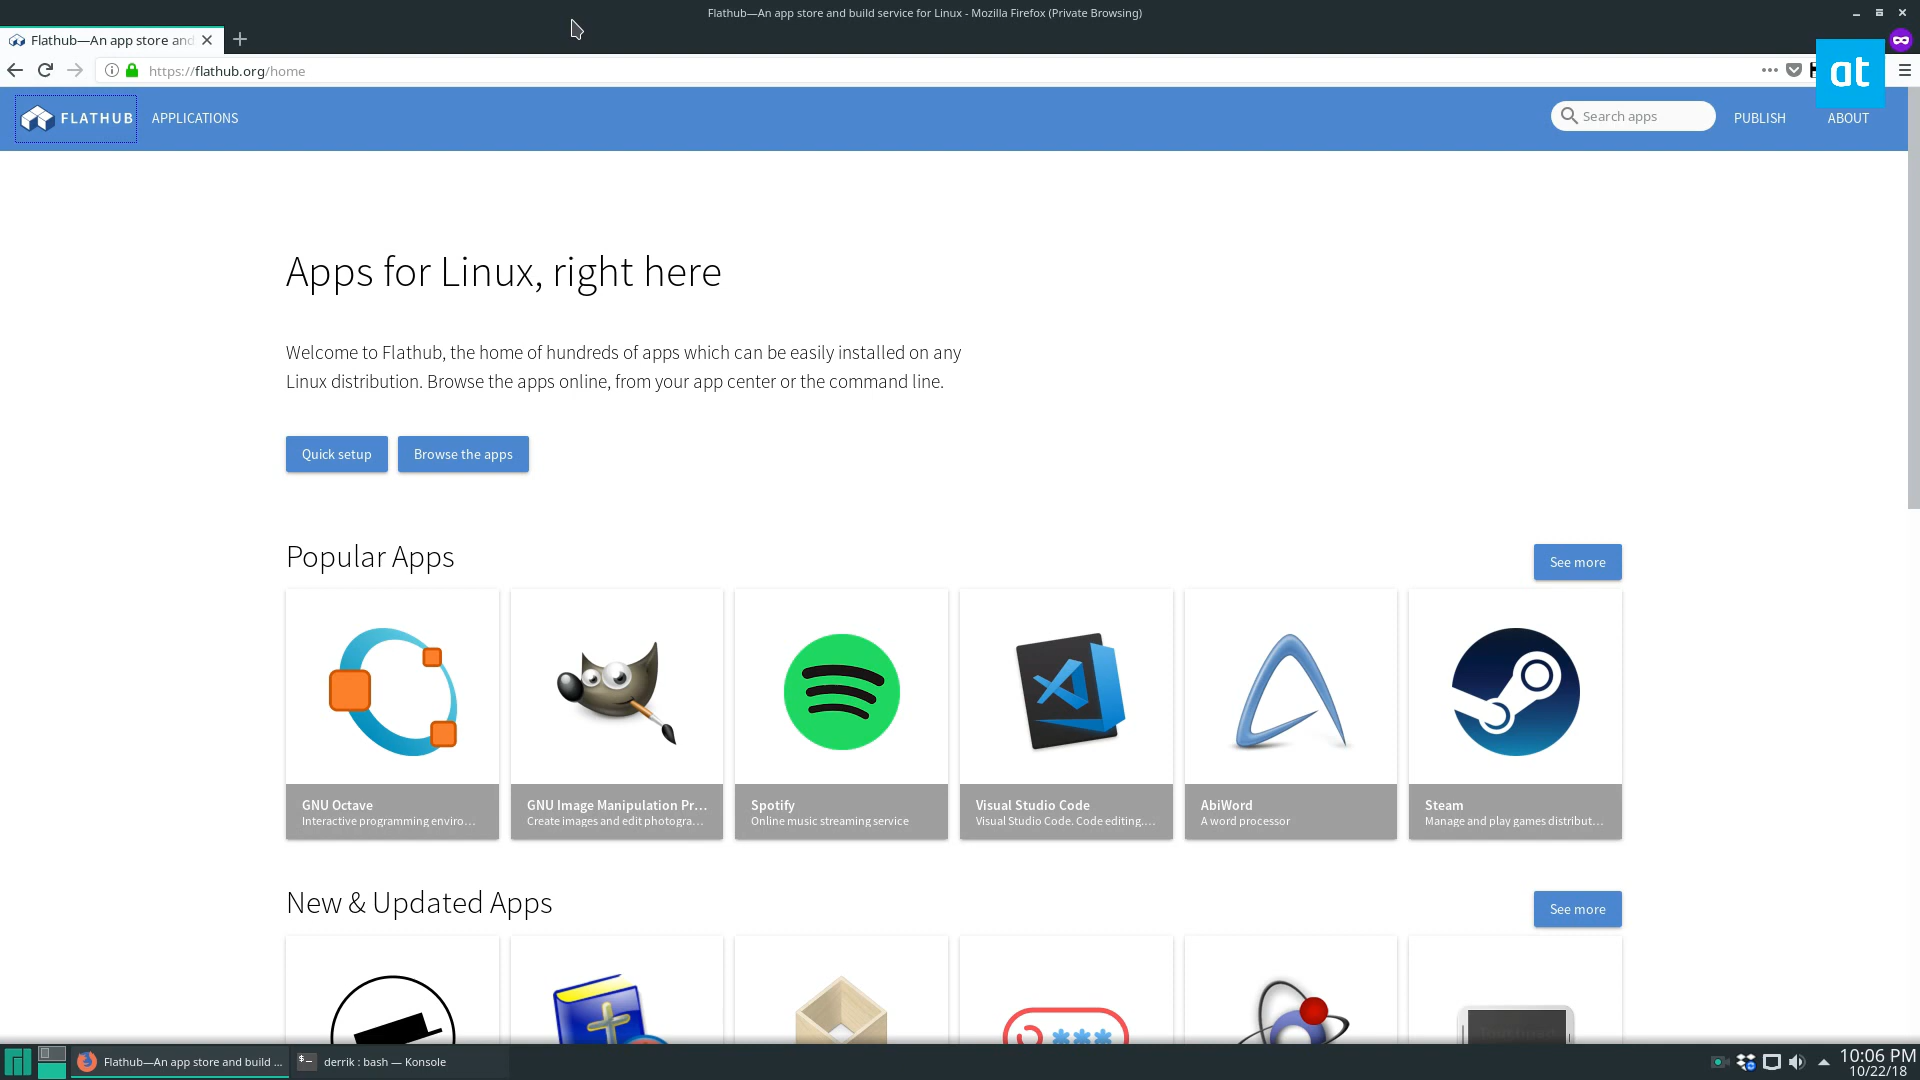 Flathub—An app store and build service for Linux - Mozilla Firefox (Private Browsing)
Flathub—An app store and
https://flathub.org/home
at
FLATHUB
APPLICATIONS
Search apps
PUBLISH
ABOUT
Apps for Linux, right here
Welcome to Flathub, the home of hundreds of apps which can be easily installed on any
Linux distribution. Browse the apps online, from your app center or the command line.
Quick setup
Browse the apps
Popular Apps
See more
GNU Octave
Interactive programming enviro…
GNU Image Manipulation Pr…
Create images and edit photogra…
Spotify
Online music streaming service
Visual Studio Code
Visual Studio Code. Code editing.…
AbiWord
A word processor
Steam
Manage and play games distribut…
New & Updated Apps
See more
***
Flathub—An app store and build ...
derrik : bash — Konsole
10:06 PM
10/22/18